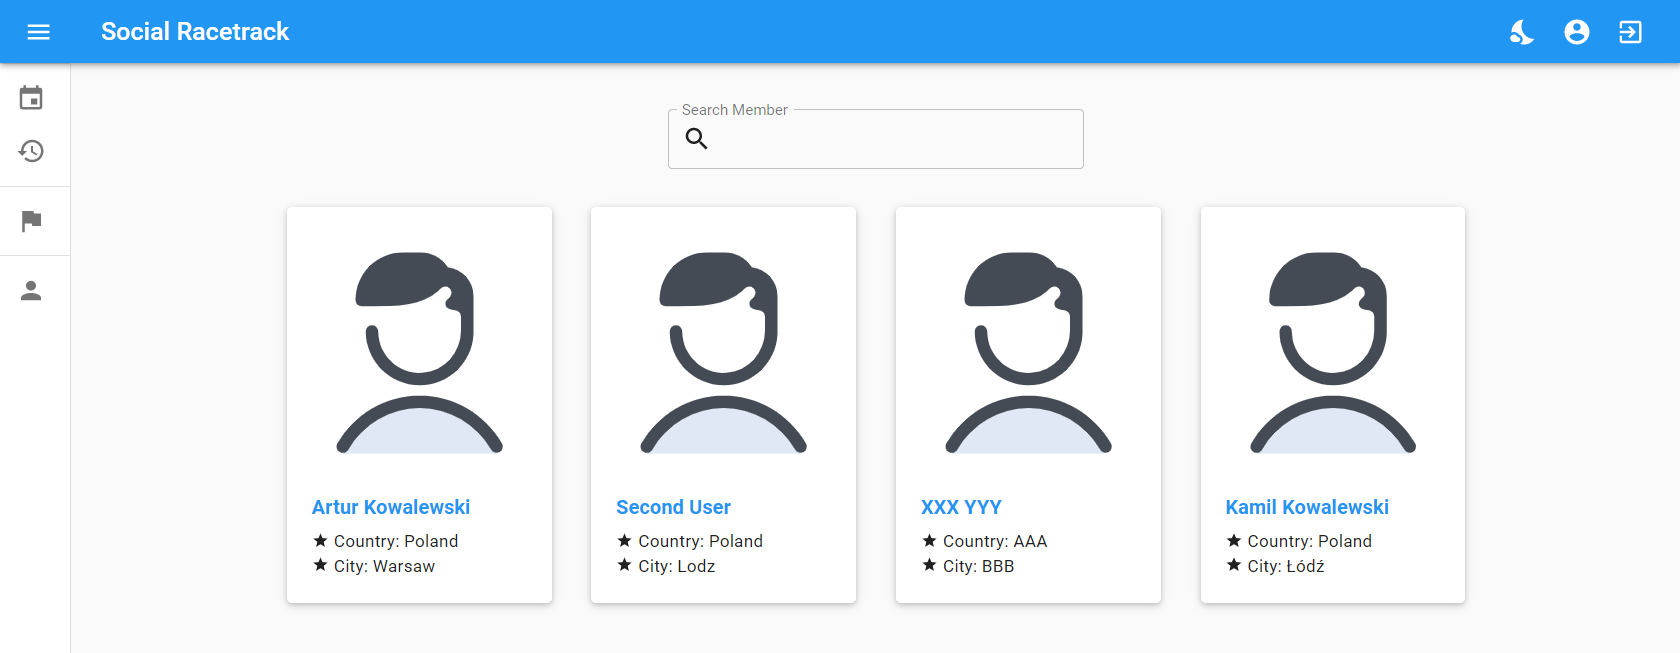 Social Racetrack
Search Member
Artur Kowalewski
Country: Poland
City: Warsaw
Second User
Country: Poland
City: Lodz
XXX YYY
Country: AAA
City: BBB
Kamil Kowalewski
Country: Poland
City: Łódź